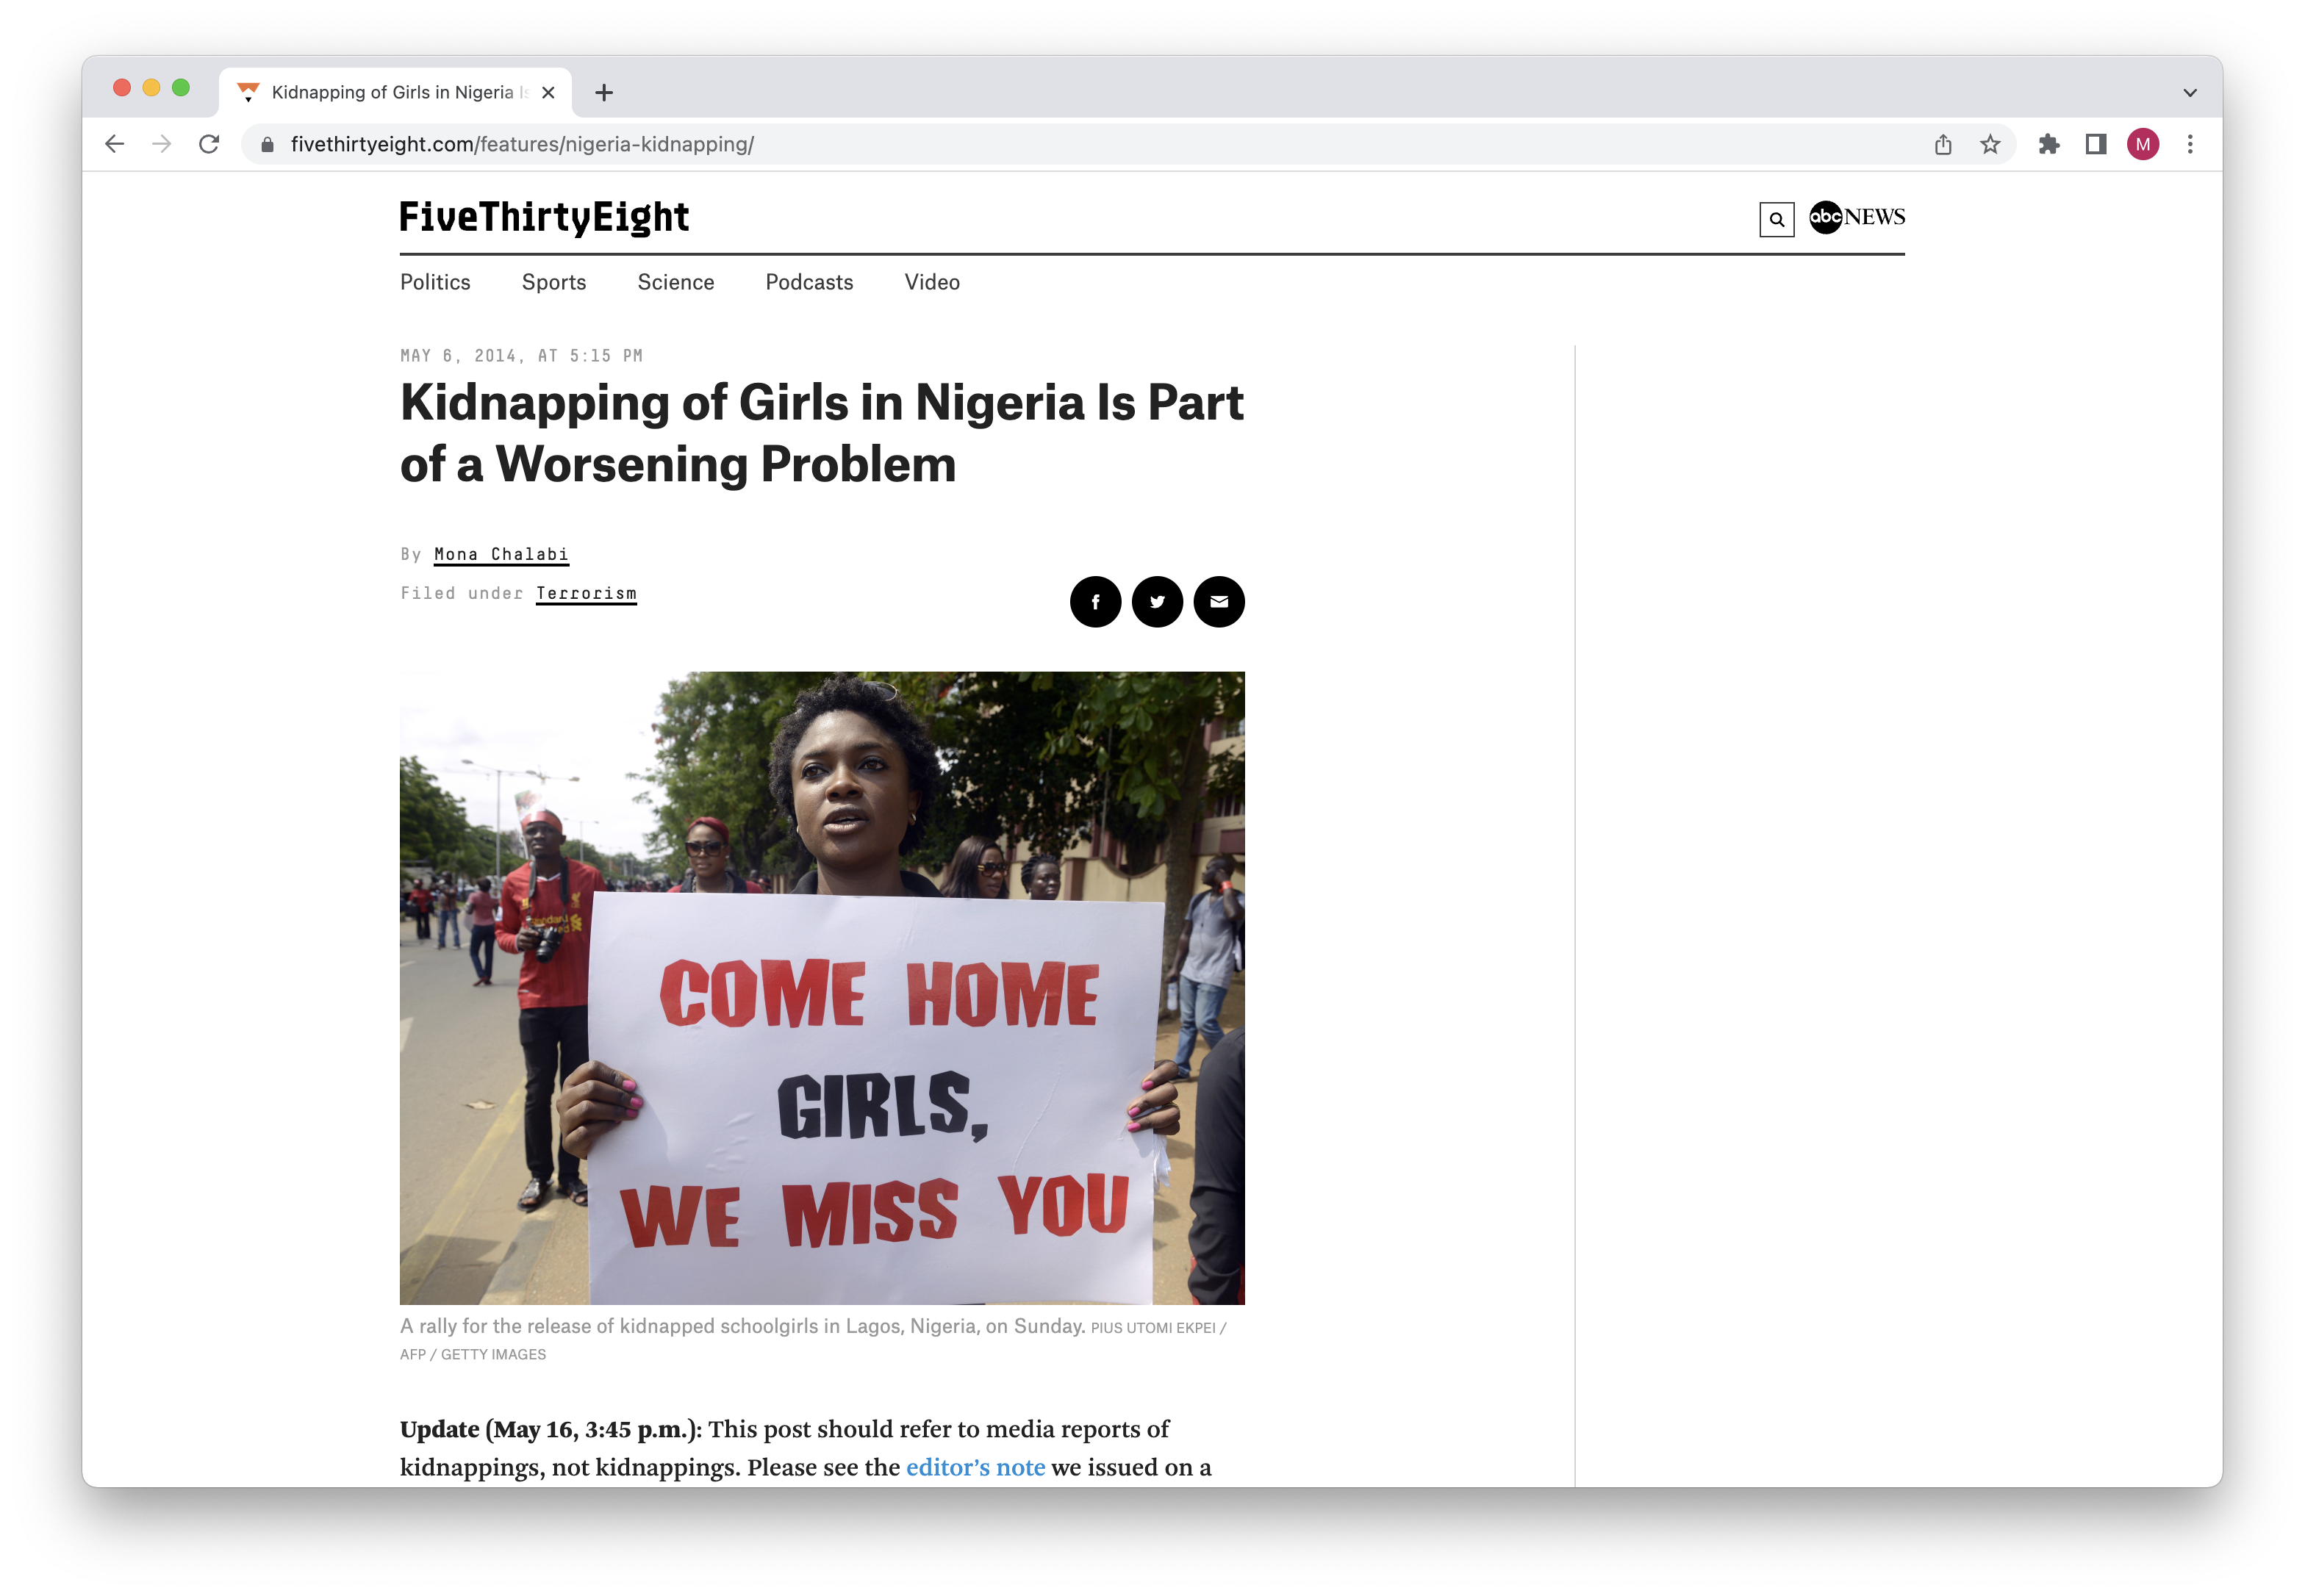 Kidnapping of Girls in Nigeria Is
fivethirtyeight.com/features/nigeria-kidnapping/
M
FiveThirtyEight
abc NEWS
Politics Sports Science Podcasts Video
MAY 6, 2014, AT 5:15 PM
Kidnapping of Girls in Nigeria Is Part
of a Worsening Problem
By Mona Chalabi
Filed under Terrorism
COME HOME
GIRLS,
WE MISS YOU
A rally for the release of kidnapped schoolgirls in Lagos, Nigeria, on Sunday. PIUS UTOMI EKPEI /
AFP / GETTY IMAGES
Update (May 16, 3:45 p.m.): This post should refer to media reports of
kidnappings, not kidnappings. Please see the editor’s note we issued on a